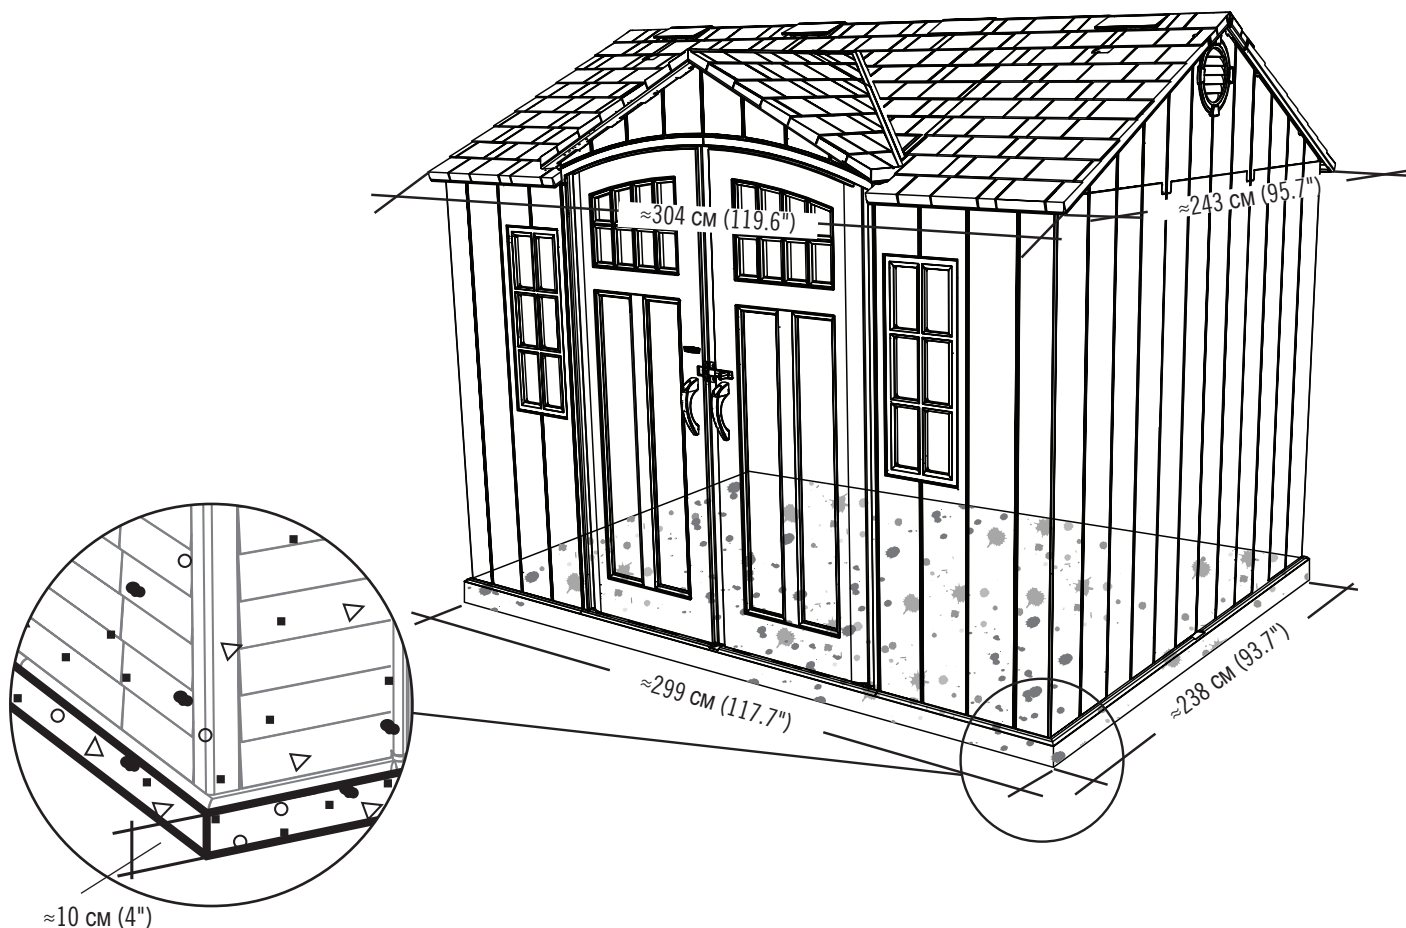 ≈304 см (119.6")
≈243 см (95.7")
≈299 см (117.7")
≈238 см (93.7")
≈10 см (4")